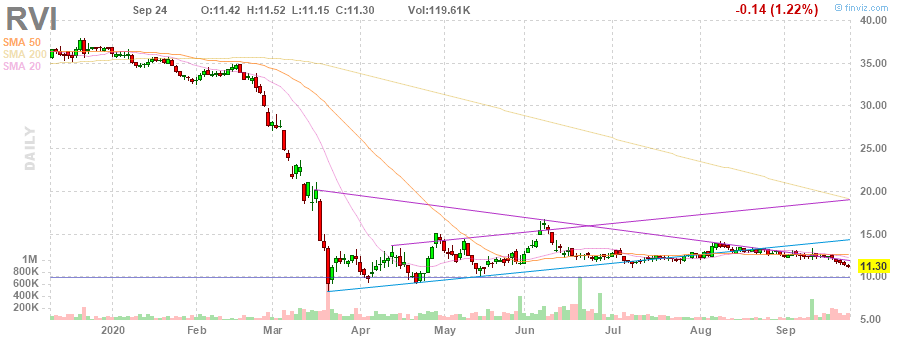 RVI Sep 24 O:11.42 H:11.52 L:11.15 C:11.30 Vol:119.61K -0.14 (1.22%) © finviz.com
SMA 50
SMA 200
SMA 20
DAILY
40.00
35.00
30.00
25.00
20.00
15.00
11.30
10.00
5.00
1M
800K
600K
400K
200K
2020 Feb Mar Apr May Jun Jul Aug Sep